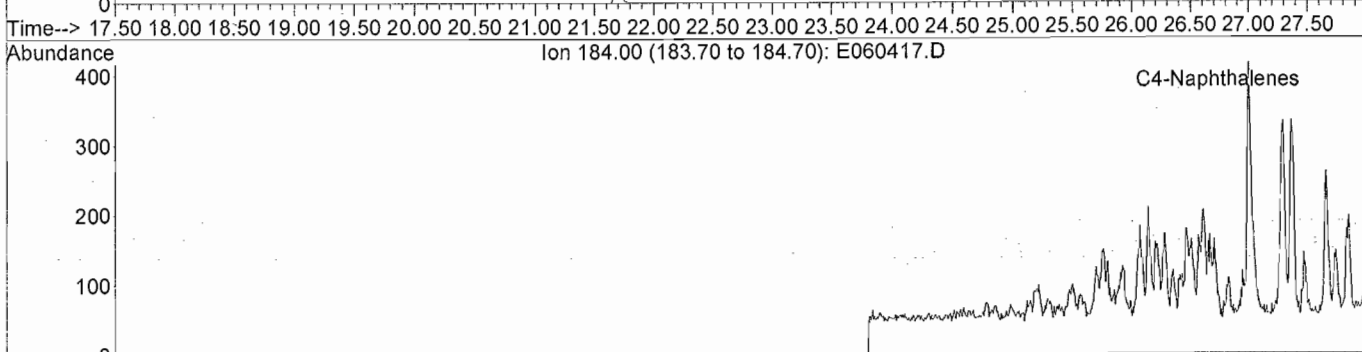 0
Time--> 17.50 18.00 18.50 19.00 19.50 20.00 20.50 21.00 21.50 22.00 22.50 23.00 23.50 24.00 24.50 25.00 25.50 26.00 26.50 27.00 27.50
Abundance Ion 184.00 (183.70 to 184.70): E060417.D
400 C4-Naphthalenes
300
200
100
0